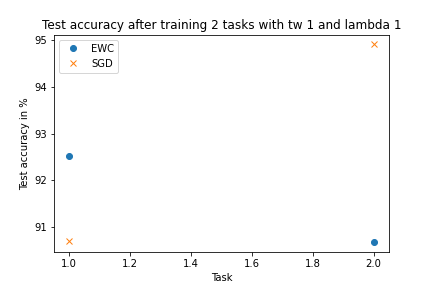 Test accuracy after training 2 tasks with tw 1 and lambda 1
EWC
SGD
Test accuracy in %
95
94
93
92
91
1.0 1.2 1.4 1.6 1.8 2.0
Task